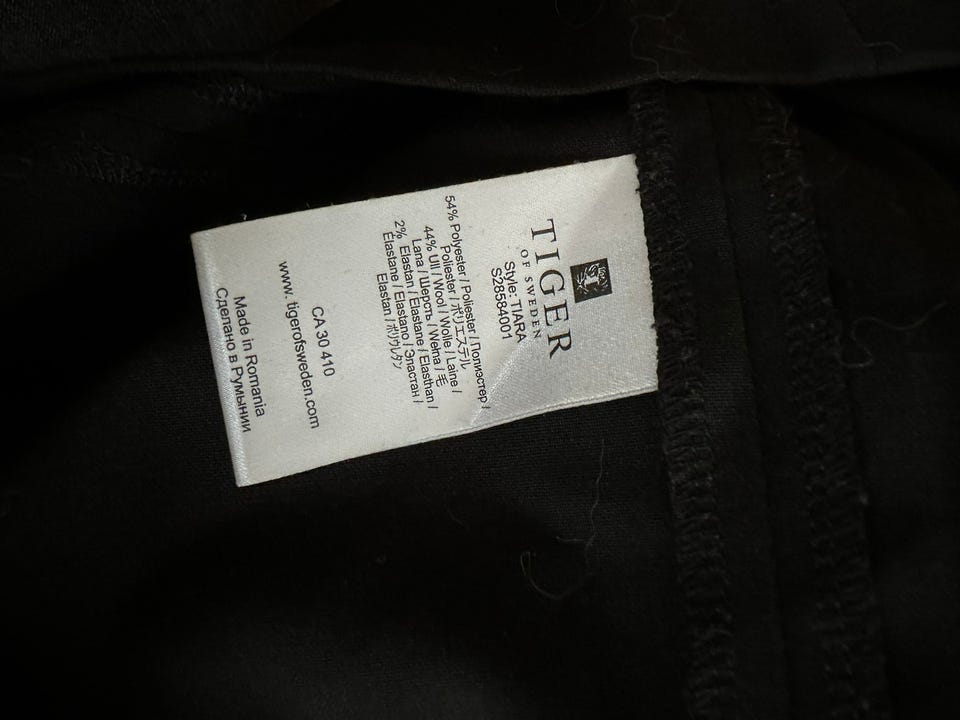 T
TIGER
OF SWEDEN
Style: TIARA
S28584001
54% Polyester / Poliester / Полиэстер /
Poliester / ポリエステル
44% Ull / Wool / Wolle / Laine /
Lana / Шерсть / Wełna / 毛
2% Elastan / Elastane / Elasthan /
Élastane / Elastano / Эластан /
Elastan / ポリウレタン
CA 30 410
www.tigerofsweden.com
Made in Romania
Сделано в Румынии